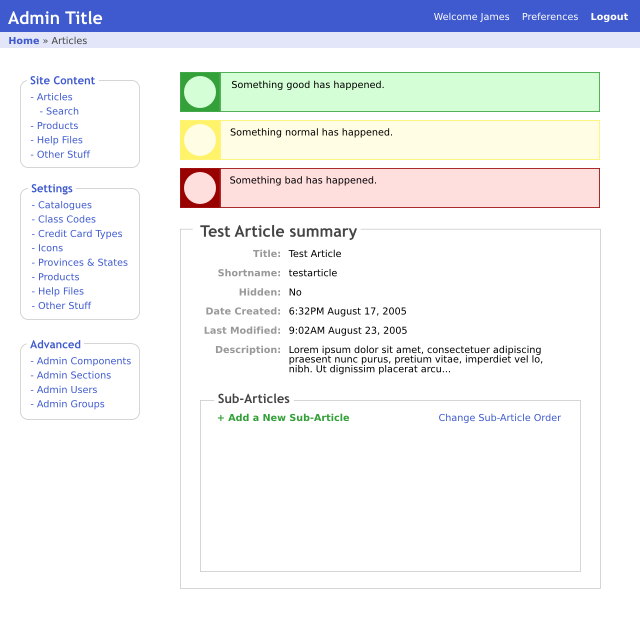 Admin Title
Welcome James Preferences Logout
Home » Articles
Site Content
- Articles
- Search
- Products
- Help Files
- Other Stuff
Settings
- Catalogues
- Class Codes
- Credit Card Types
- Icons
- Provinces & States
- Products
- Help Files
- Other Stuff
Advanced
- Admin Components
- Admin Sections
- Admin Users
- Admin Groups
Something good has happened.
Something normal has happened.
Something bad has happened.
Test Article summary
Title: Test Article
Shortname: testarticle
Hidden: No
Date Created: 6:32PM August 17, 2005
Last Modified: 9:02AM August 23, 2005
Description: Lorem ipsum dolor sit amet, consectetuer adipiscing
praesent nunc purus, pretium vitae, imperdiet vel lo,
nibh. Ut dignissim placerat arcu...
Sub-Articles
+ Add a New Sub-Article Change Sub-Article Order